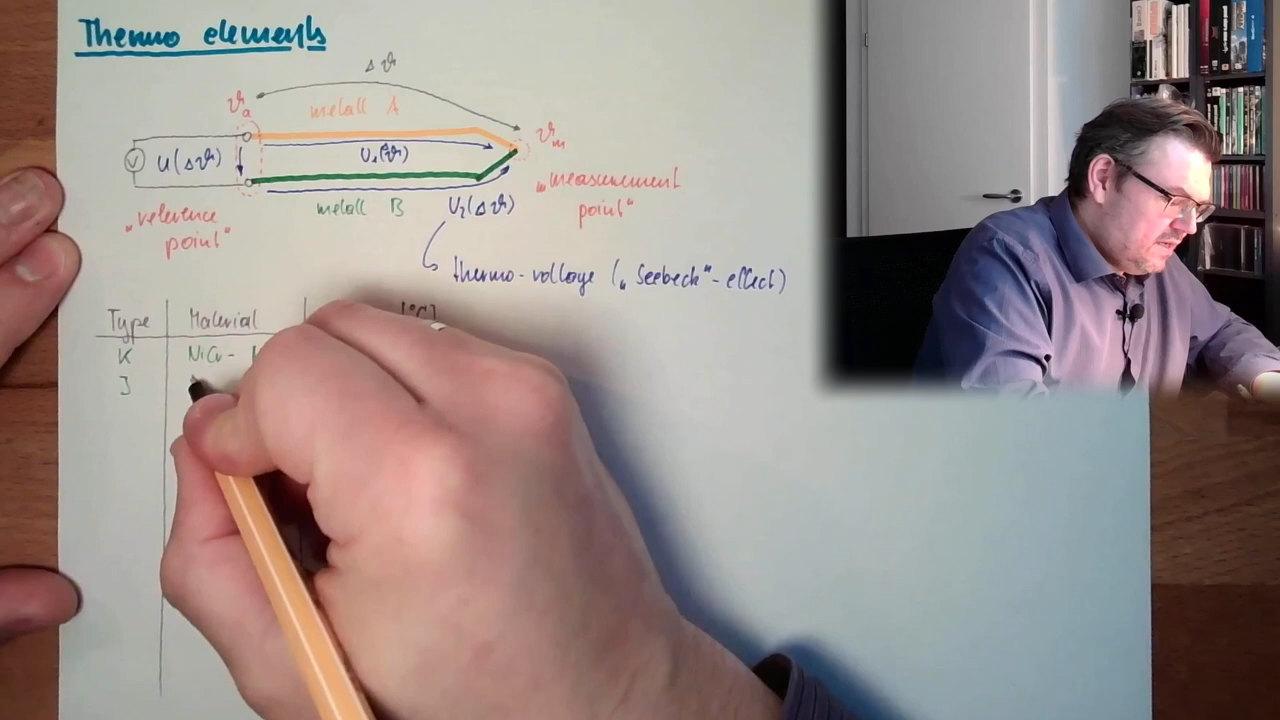 Thermo elements
Δϑ
ϑa
metall A
ϑm
V
U(Δϑ)
U1(ϑ)
"measurement
point"
metall B
U2(Δϑ)
"reference
point"
thermo-voltage ("Seebeck"-effect)
Type Material [°C]
K NiCr-
J